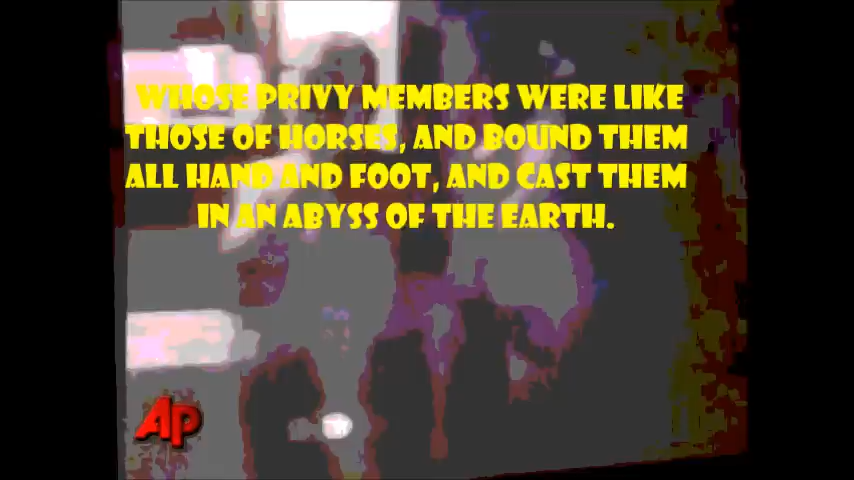 WHOSE PRIVY MEMBERS WERE LIKE
THOSE OF HORSES, AND BOUND THEM
ALL HAND AND FOOT, AND CAST THEM
IN AN ABYSS OF THE EARTH.
AP